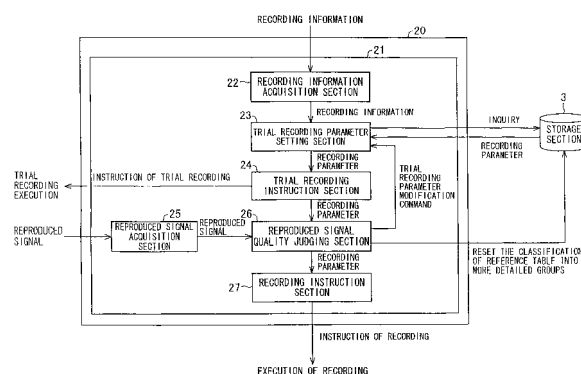 RECORDING INFORMATION
20
21
22
RECORDING INFORMATION
ACQUISITION SECTION
RECORDING INFORMATION
3
23
TRIAL RECORDING PARAMETER
SETTING SECTION
INQUIRY
RECORDING
PARAMETER
STORAGE
SECTION
RECORDING
PARAMETER
24
TRIAL
RECORDING
EXECUTION
INSTRUCTION OF TRIAL RECORDING
TRIAL RECORDING
INSTRUCTION SECTION
TRIAL
RECORDING
PARAMETER
MODIFICATION
COMMAND
RECORDING
PARAMETER
REPRODUCED
SIGNAL
25
REPRODUCED SIGNAL
ACQUISITION
SECTION
REPRODUCED
SIGNAL
26
REPRODUCED SIGNAL
QUALITY JUDGING SECTION
RECORDING
PARAMETER
RESET THE CLASSIFICATION
OF REFERENCE TABLE INTO
MORE DETAILED GROUPS
27
RECORDING INSTRUCTION
SECTION
INSTRUCTION OF RECORDING
EXECUTION OF RECORDING